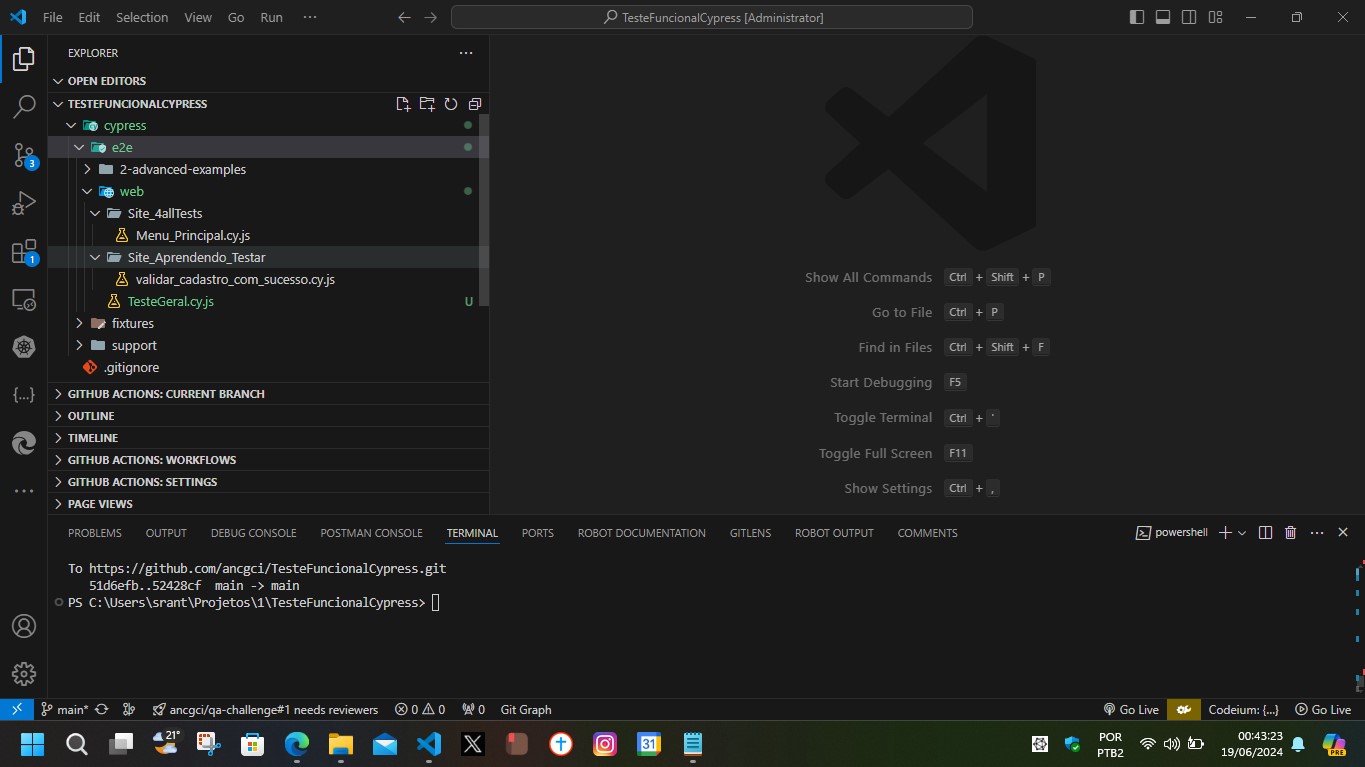 File Edit Selection View Go Run ···
TesteFuncionalCypress [Administrator]
EXPLORER
OPEN EDITORS
TESTEFUNCIONALCYPRESS
cypress
e2e
2-advanced-examples
web
Site_4allTests
Menu_Principal.cy.js
Site_Aprendendo_Testar
validar_cadastro_com_sucesso.cy.js
TesteGeral.cy.js U
fixtures
support
.gitignore
GITHUB ACTIONS: CURRENT BRANCH
OUTLINE
TIMELINE
GITHUB ACTIONS: WORKFLOWS
GITHUB ACTIONS: SETTINGS
PAGE VIEWS
3
1
Show All Commands Ctrl + Shift + P
Go to File Ctrl + P
Find in Files Ctrl + Shift + F
Start Debugging F5
Toggle Terminal Ctrl + `
Toggle Full Screen F11
Show Settings Ctrl + ,
PROBLEMS OUTPUT DEBUG CONSOLE POSTMAN CONSOLE TERMINAL PORTS ROBOT DOCUMENTATION GITLENS ROBOT OUTPUT COMMENTS
powershell
To https://github.com/ancgci/TesteFuncionalCypress.git
51d6efb..52428cf main -> main
PS C:\Users\srant\Projetos\1\TesteFuncionalCypress>
main* ancgci/qa-challenge#1 needs reviewers 0 0 0 Git Graph Go Live Codeium: {...} Go Live
21°
31
POR
PTB2
00:43:23
19/06/2024
PRE